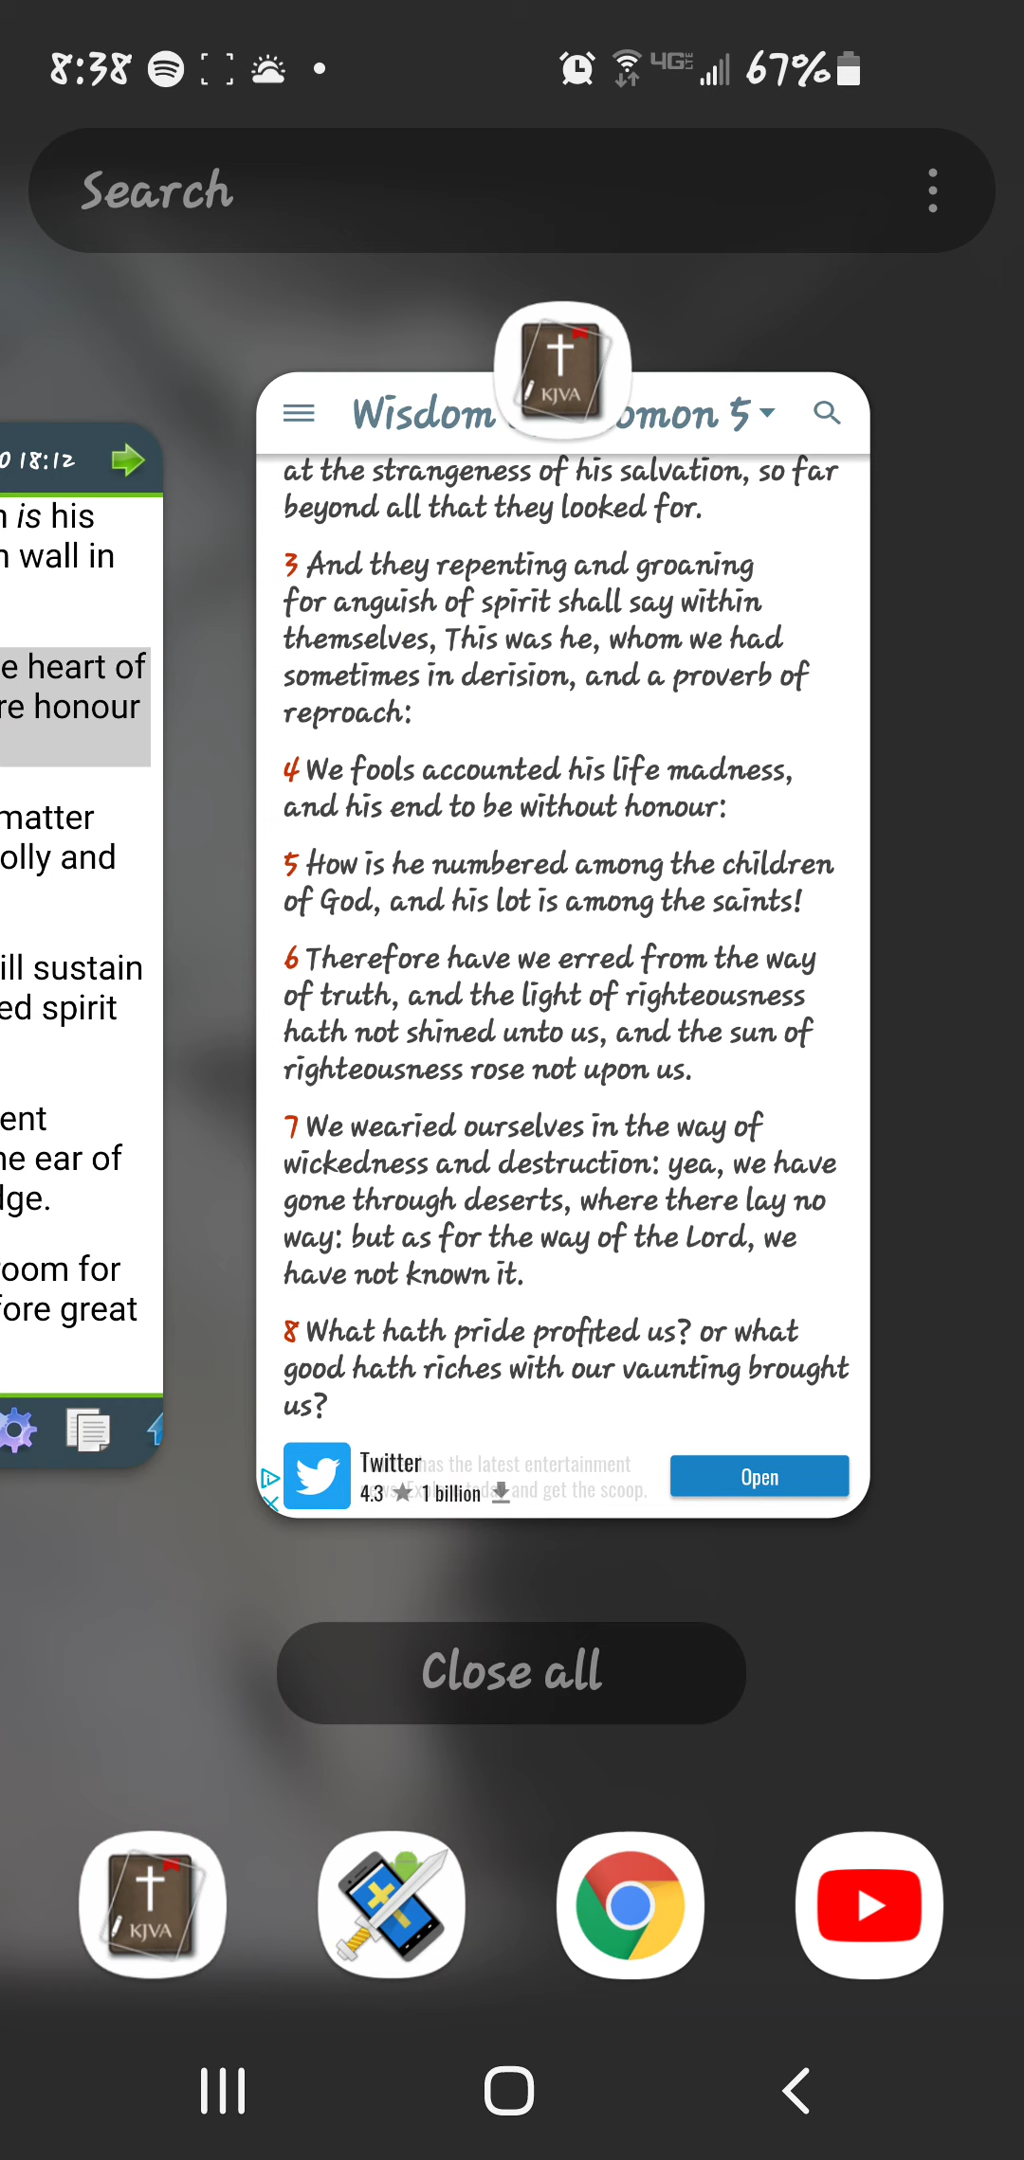 8:38
4GE
67%
Search
0 18:12
is his
wall in
e heart of
re honour
matter
olly and
ill sustain
ed spirit
ent
he ear of
dge.
room for
fore great
KJVA
Wisdom omon 5
at the strangeness of his salvation, so far
beyond all that they looked for.
3 And they repenting and groaning
for anguish of spirit shall say within
themselves, This was he, whom we had
sometimes in derision, and a proverb of
reproach:
4 We fools accounted his life madness,
and his end to be without honour:
5 How is he numbered among the children
of God, and his lot is among the saints!
6 Therefore have we erred from the way
of truth, and the light of righteousness
hath not shined unto us, and the sun of
righteousness rose not upon us.
7 We wearied ourselves in the way of
wickedness and destruction: yea, we have
gone through deserts, where there lay no
way: but as for the way of the Lord, we
have not known it.
8 What hath pride profited us? or what
good hath riches with our vaunting brought
us?
Twitter has the latest entertainment
4.3 ★ 1 billion and get the scoop.
Open
Close all
KJVA